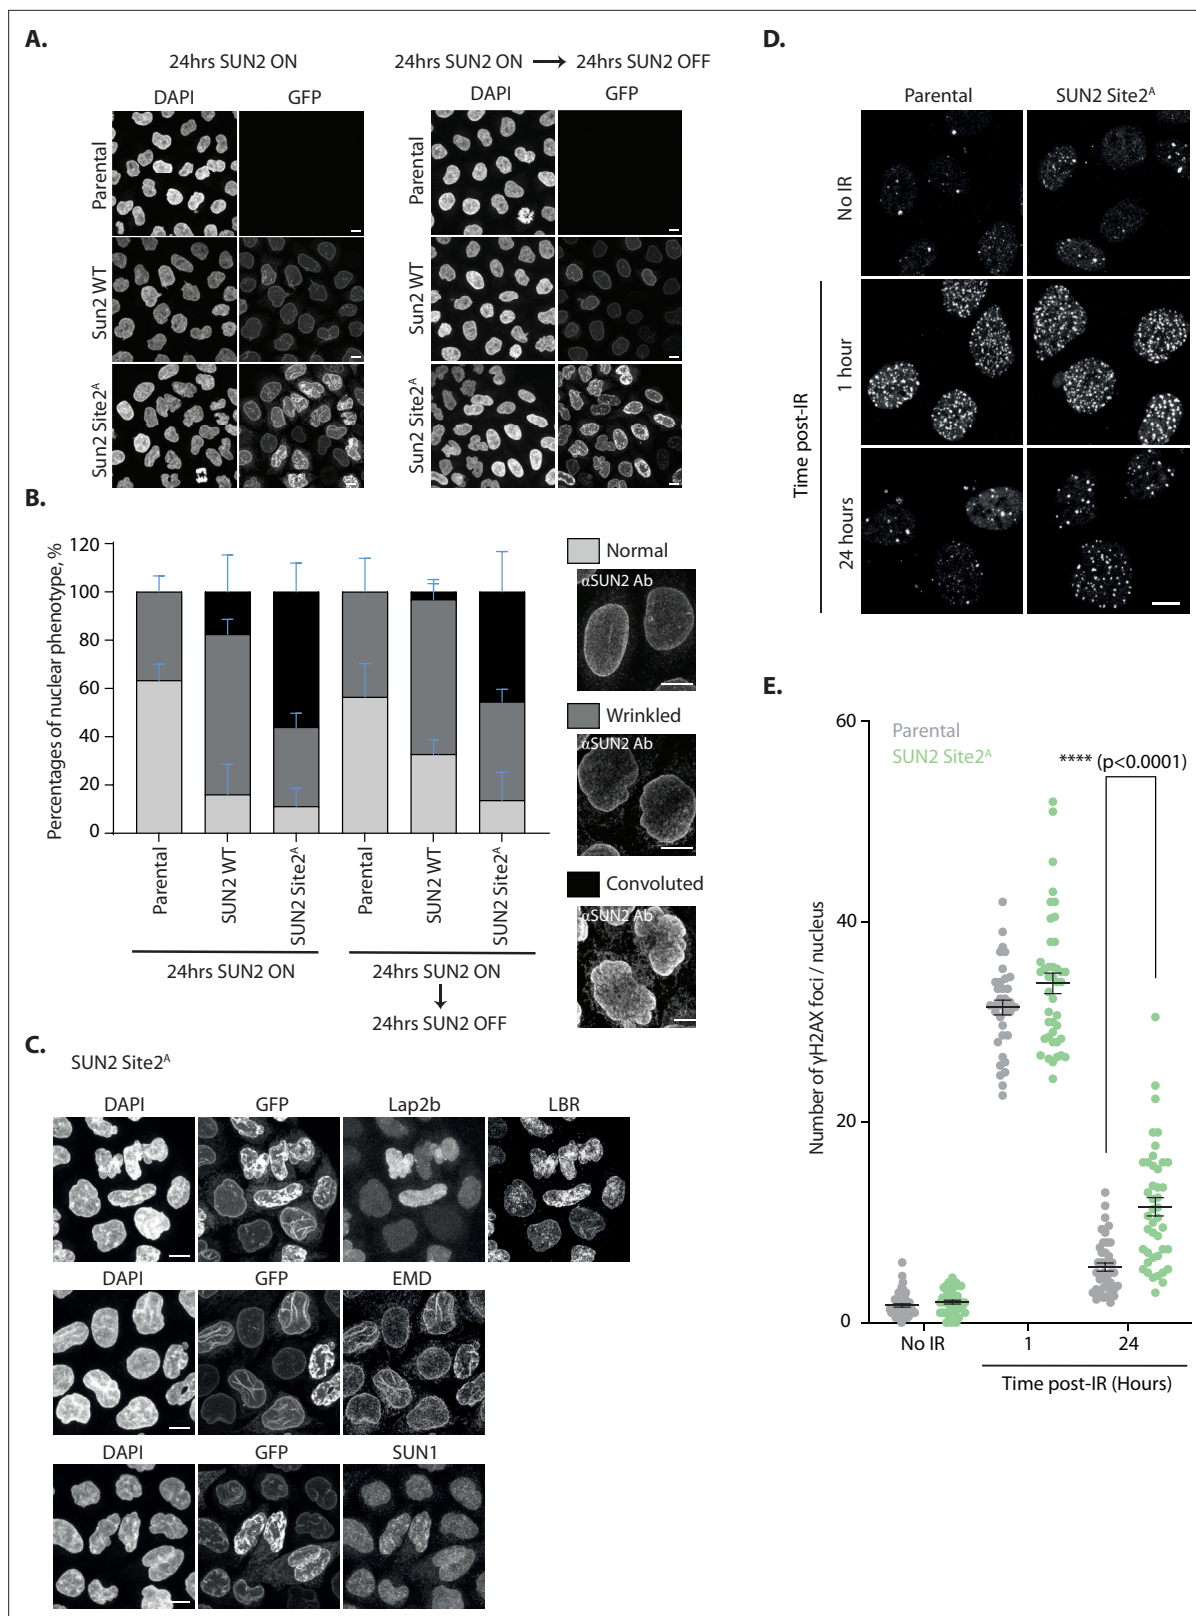 A.
24hrs SUN2 ON
24hrs SUN2 ON → 24hrs SUN2 OFF
DAPI GFP DAPI GFP
Parental Parental
Sun2 WT Sun2 WT
Sun2 Site2ᴬ Sun2 Site2ᴬ
B.
Percentages of nuclear phenotype, %
120
100
80
60
40
20
0
Parental SUN2 WT SUN2 Site2ᴬ Parental SUN2 WT SUN2 Site2ᴬ
24hrs SUN2 ON 24hrs SUN2 ON
↓
24hrs SUN2 OFF
Normal
αSUN2 Ab
Wrinkled
αSUN2 Ab
Convoluted
αSUN2 Ab
C.
SUN2 Site2ᴬ
DAPI GFP Lap2b LBR
DAPI GFP EMD
DAPI GFP SUN1
D.
Parental SUN2 Site2ᴬ
No IR
Time post-IR
1 hour
24 hours
E.
Number of γH2AX foci / nucleus
60
40
20
0
Parental
SUN2 Site2ᴬ
**** (p<0.0001)
No IR 1 24
Time post-IR (Hours)